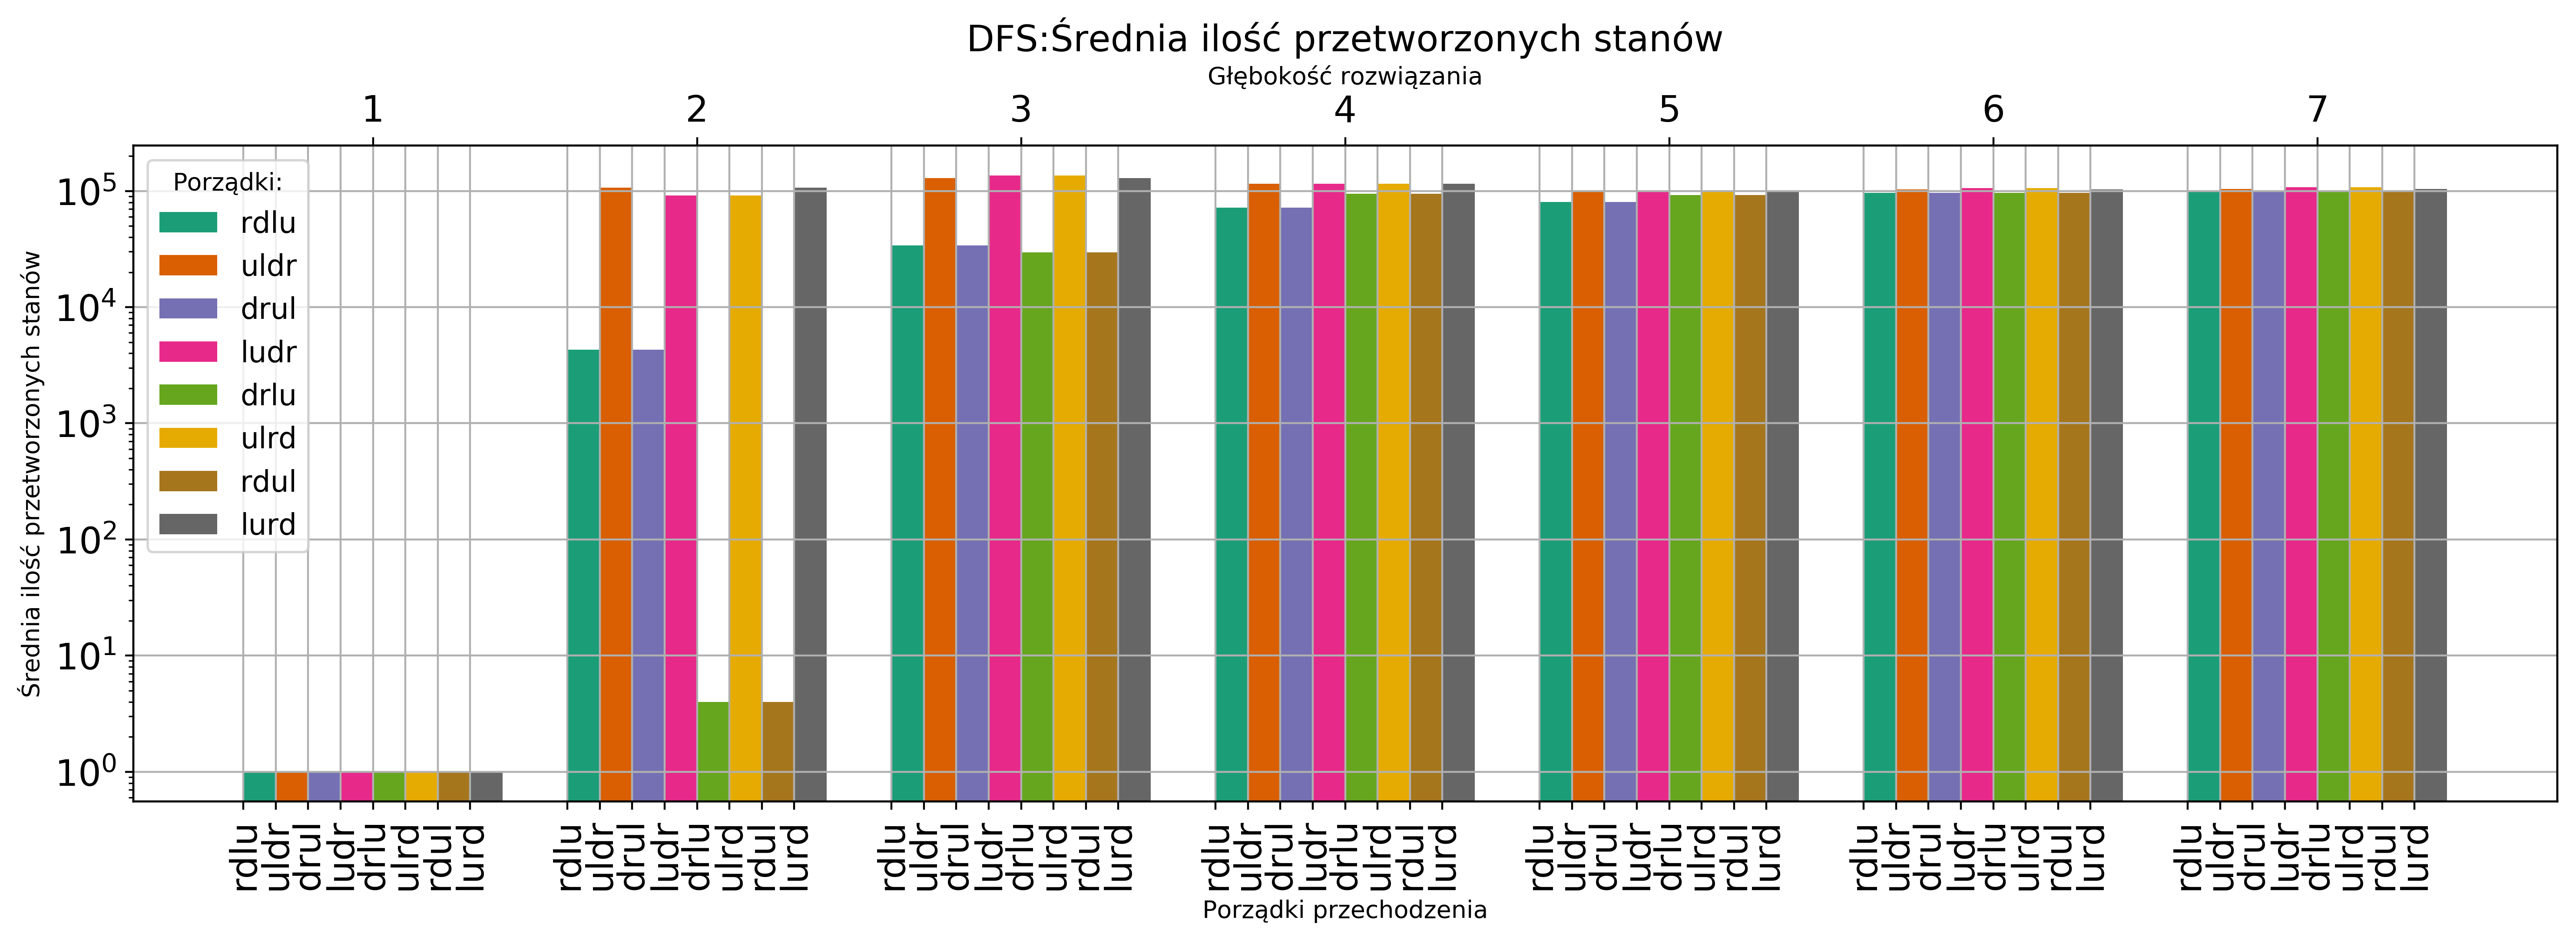 DFS:Średnia ilość przetworzonych stanów
Głębokość rozwiązania
1 2 3 4 5 6 7
Średnia ilość przetworzonych stanów
10^5
10^4
10^3
10^2
10^1
10^0
Porządki:
rdlu
uldr
drul
ludr
drlu
ulrd
rdul
lurd
rdlu uldr drul ludr drlu ulrd rdul lurd rdlu uldr drul ludr drlu ulrd rdul lurd rdlu uldr drul ludr drlu ulrd rdul lurd rdlu uldr drul ludr drlu ulrd rdul lurd rdlu uldr drul ludr drlu ulrd rdul lurd rdlu uldr drul ludr drlu ulrd rdul lurd rdlu uldr drul ludr drlu ulrd rdul lurd
Porządki przechodzenia